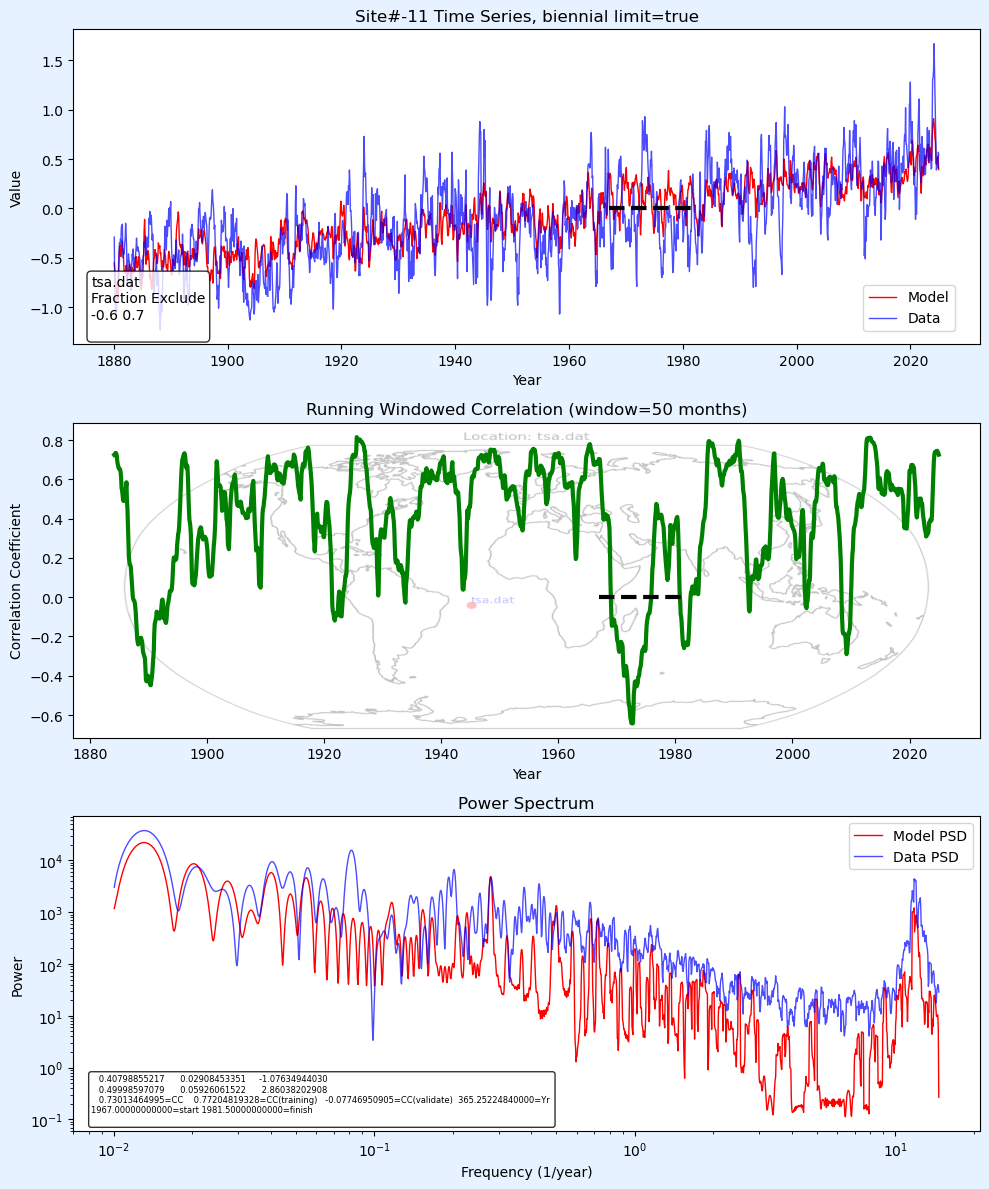 Site#-11 Time Series, biennial limit=true
Value
1.5
1.0
0.5
0.0
−0.5
−1.0
tsa.dat
Fraction Exclude
-0.6 0.7
Model
Data
1880 1900 1920 1940 1960 1980 2000 2020
Year
Running Windowed Correlation (window=50 months)
Location: tsa.dat
Correlation Coefficient
0.8
0.6
0.4
0.2
0.0
−0.2
−0.4
−0.6
tsa.dat
1880 1900 1920 1940 1960 1980 2000 2020
Year
Power Spectrum
Power
10⁴
10³
10²
10¹
10⁰
10⁻¹
Model PSD
Data PSD
0.40798855217 0.02908453351 -1.07634944030
0.49998597079 0.05926061522 2.86038202908
0.73013464995=CC 0.77204819328=CC(training) -0.07746950905=CC(validate) 365.25224840000=Yr
1967.00000000000=start 1981.50000000000=finish
10⁻² 10⁻¹ 10⁰ 10¹
Frequency (1/year)